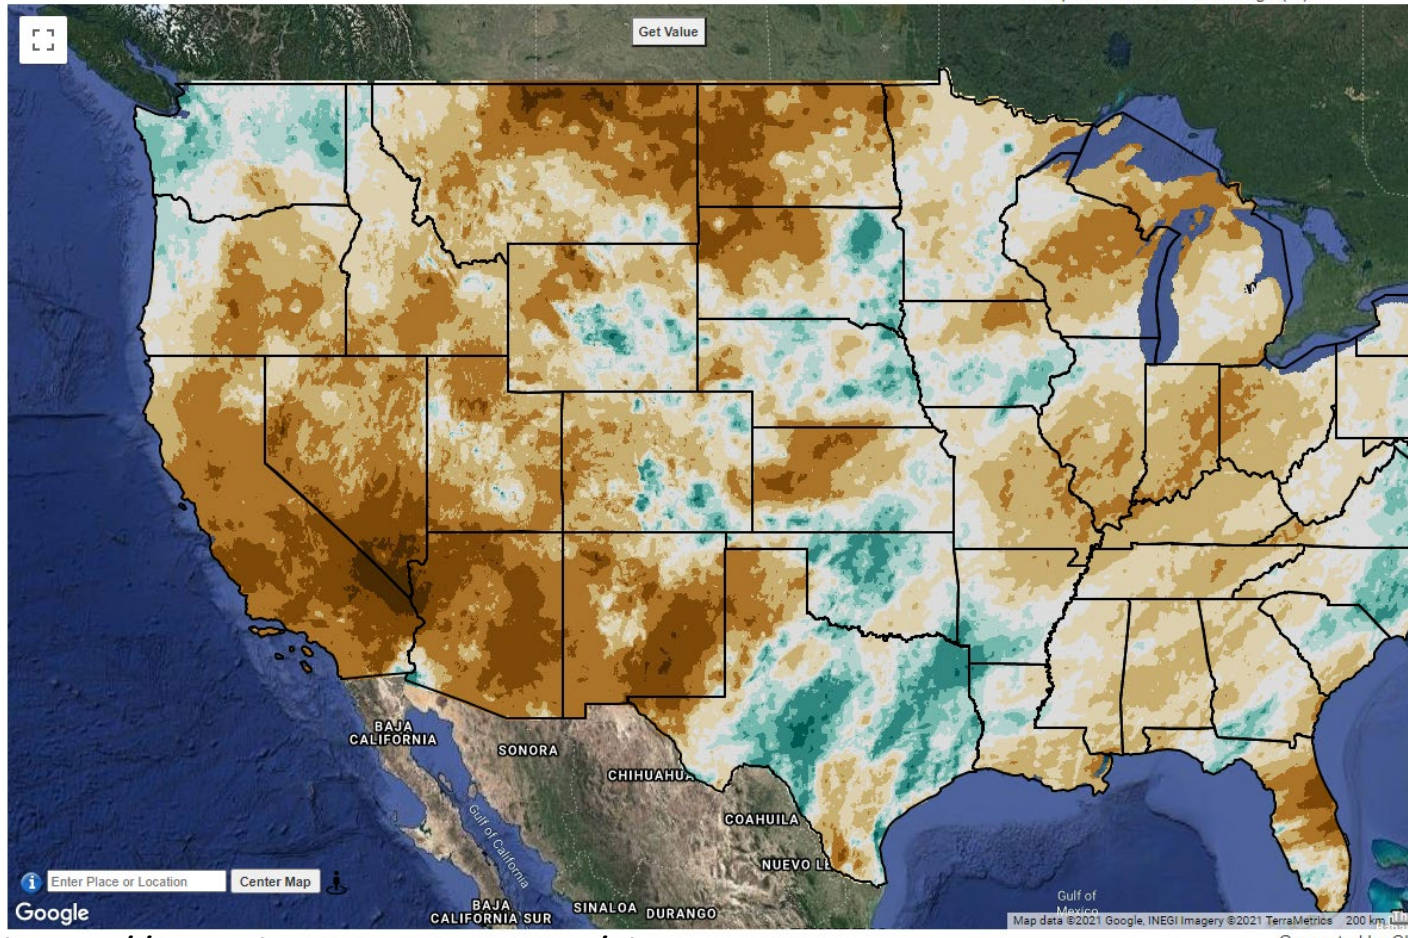 Get Value
BAJA
CALIFORNIA
SONORA
CHIHUAHUA
COAHUILA
Gulf of California
NUEVO LE
Enter Place or Location
Center Map
Google
BAJA
CALIFORNIA SUR
SINALOA
DURANGO
Gulf of
Mexico
Map data ©2021 Google, INEGI Imagery ©2021 TerraMetrics
200 km